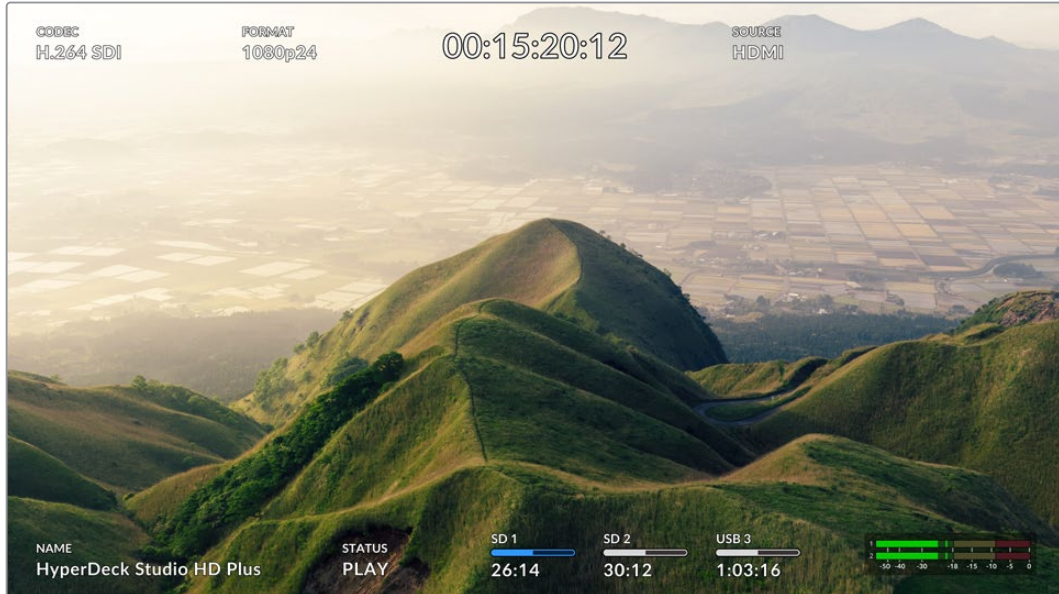 CODEC
H.264 SDI
FORMAT
1080p24
00:15:20:12
SOURCE
HDMI
NAME
HyperDeck Studio HD Plus
STATUS
PLAY
SD 1
26:14
SD 2
30:12
USB 3
1:03:16
1
2
-50 -40 -30 -18 -15 -10 -5 0